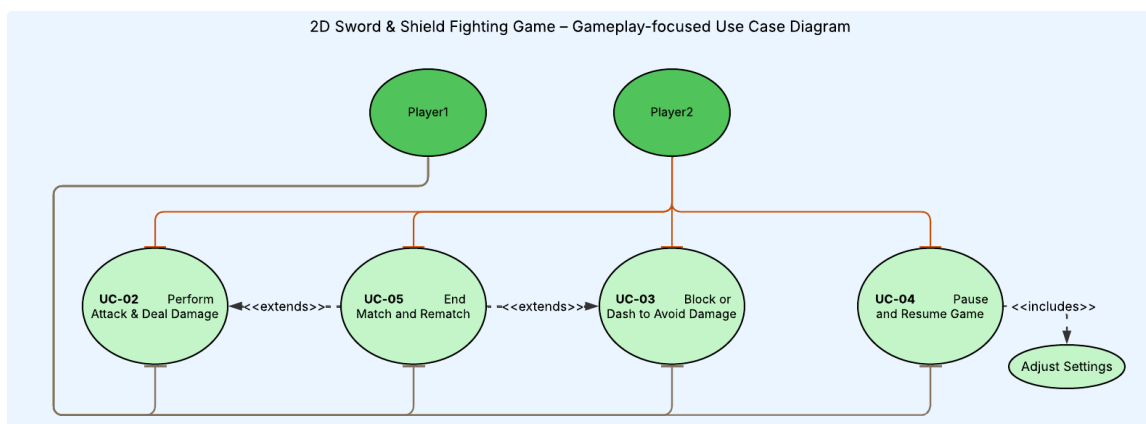 2D Sword & Shield Fighting Game – Gameplay-focused Use Case Diagram
Player1
Player2
UC-02 Perform
Attack & Deal Damage
<<extends>>
UC-05 End
Match and Rematch
<<extends>>
UC-03 Block or
Dash to Avoid Damage
UC-04 Pause
and Resume Game
<<includes>>
Adjust Settings